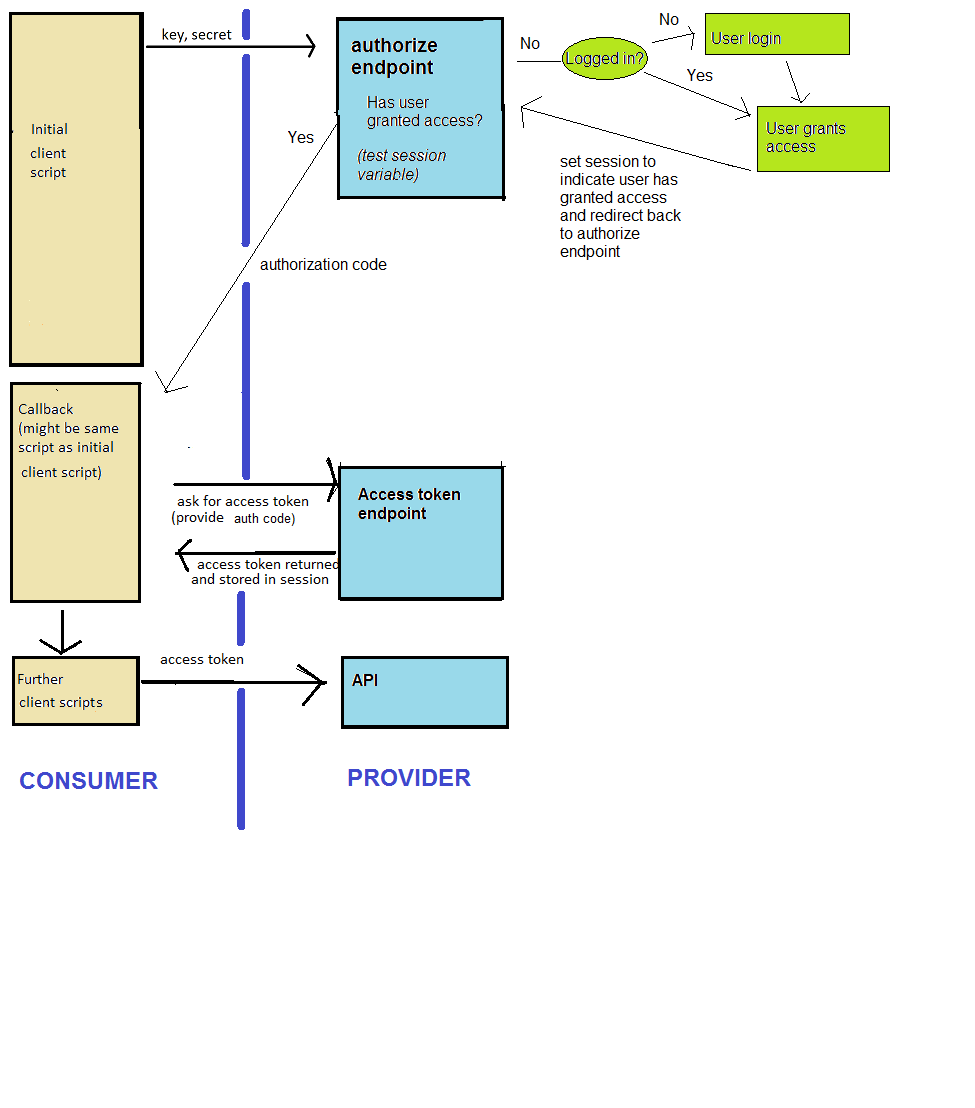 key, secret
authorize
endpoint
Has user
granted access?
(test session
variable)
No
Logged in?
No
User login
Yes
User grants
access
set session to
indicate user has
granted access
and redirect back
to authorize
endpoint
Initial
client
script
Yes
authorization code
Callback
(might be same
script as initial
client script)
ask for access token
(provide auth code)
Access token
endpoint
access token returned
and stored in session
Further
client scripts
access token
API
CONSUMER
PROVIDER